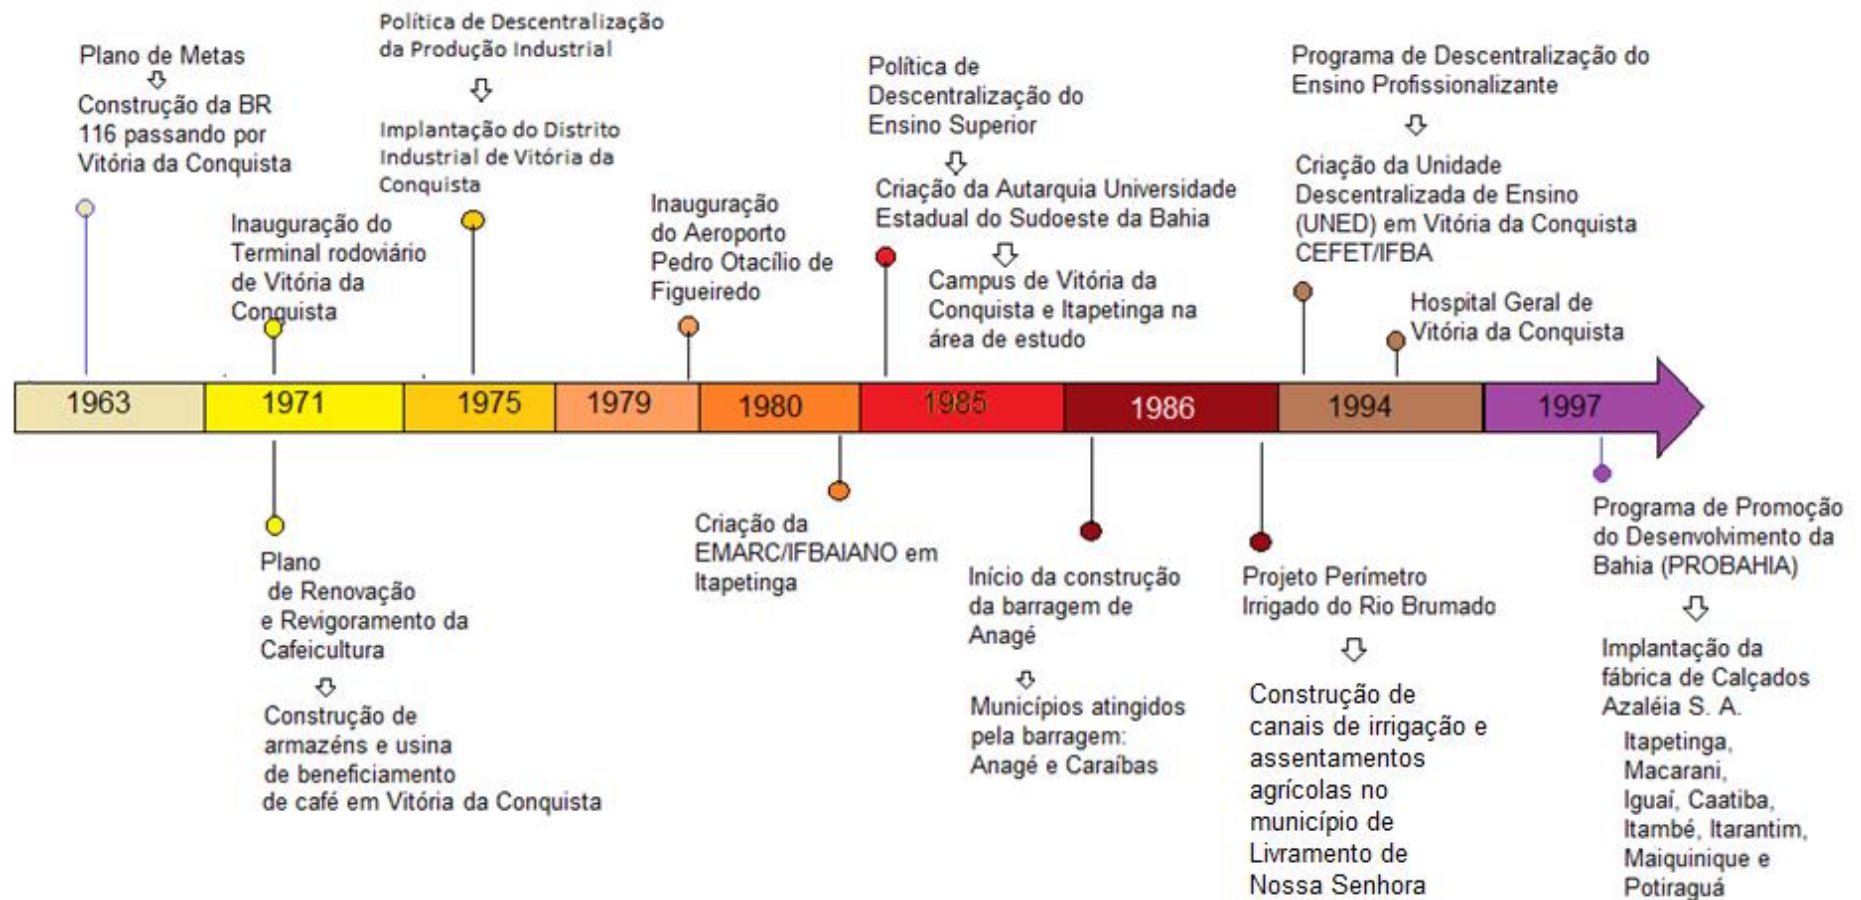 Plano de Metas
Construção da BR
116 passando por
Vitória da Conquista
Inauguração do
Terminal rodoviário
de Vitória da
Conquista
Política de Descentralização
da Produção Industrial
Implantação do Distrito
Industrial de Vitória da
Conquista
Inauguração
do Aeroporto
Pedro Otacílio de
Figueiredo
Política de
Descentralização do
Ensino Superior
Criação da Autarquia Universidade
Estadual do Sudoeste da Bahia
Campus de Vitória da
Conquista e Itapetinga na
área de estudo
Programa de Descentralização do
Ensino Profissionalizante
Criação da Unidade
Descentralizada de Ensino
(UNED) em Vitória da Conquista
CEFET/IFBA
Hospital Geral de
Vitória da Conquista
1963
1971
1975
1979
1980
1985
1986
1994
1997
Plano
de Renovação
e Revigoramento da
Cafeicultura
Construção de
armazéns e usina
de beneficiamento
de café em Vitória da Conquista
Criação da
EMARC/IFBAIANO em
Itapetinga
Início da construção
da barragem de
Anagé
Municípios atingidos
pela barragem:
Anagé e Caraíbas
Projeto Perímetro
Irrigado do Rio Brumado
Construção de
canais de irrigação e
assentamentos
agrícolas no
município de
Livramento de
Nossa Senhora
Programa de Promoção
do Desenvolvimento da
Bahia (PROBAHIA)
Implantação da
fábrica de Calçados
Azaléia S. A.
Itapetinga,
Macarani,
Iguaí, Caatiba,
Itambé, Itarantim,
Maiquinique e
Potiraguá